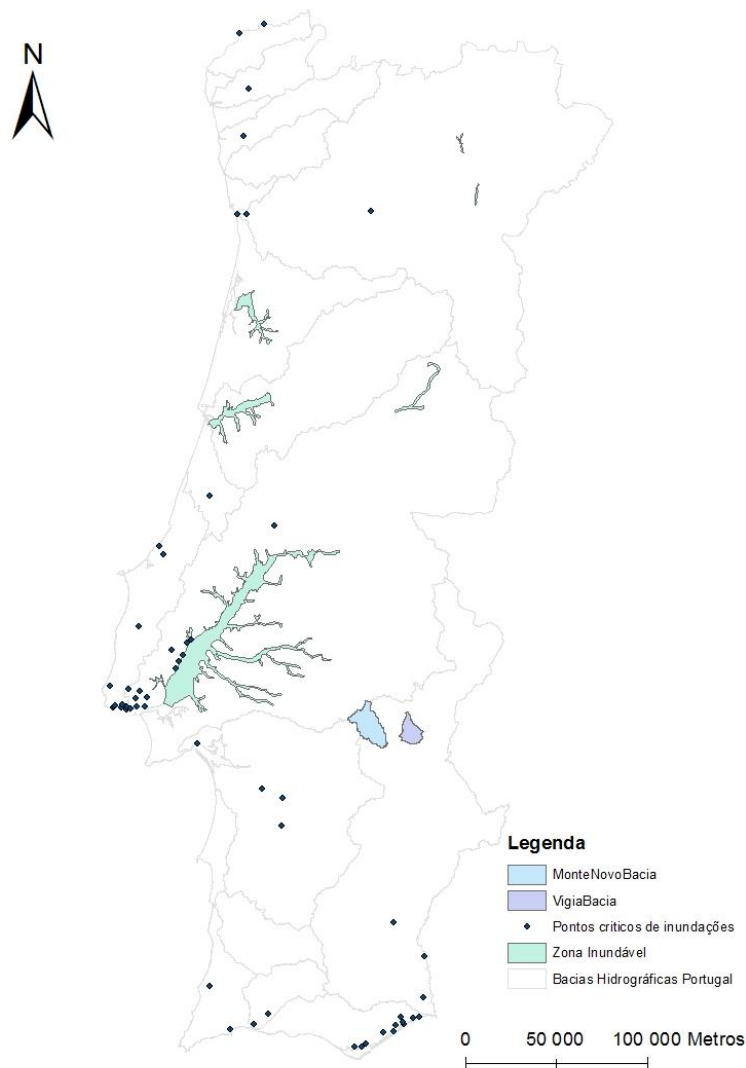 N
Legenda
MonteNovoBacia
VigiaBacia
Pontos criticos de inundações
Zona Inundável
Bacias Hidrográficas Portugal
0 50 000 100 000 Metros